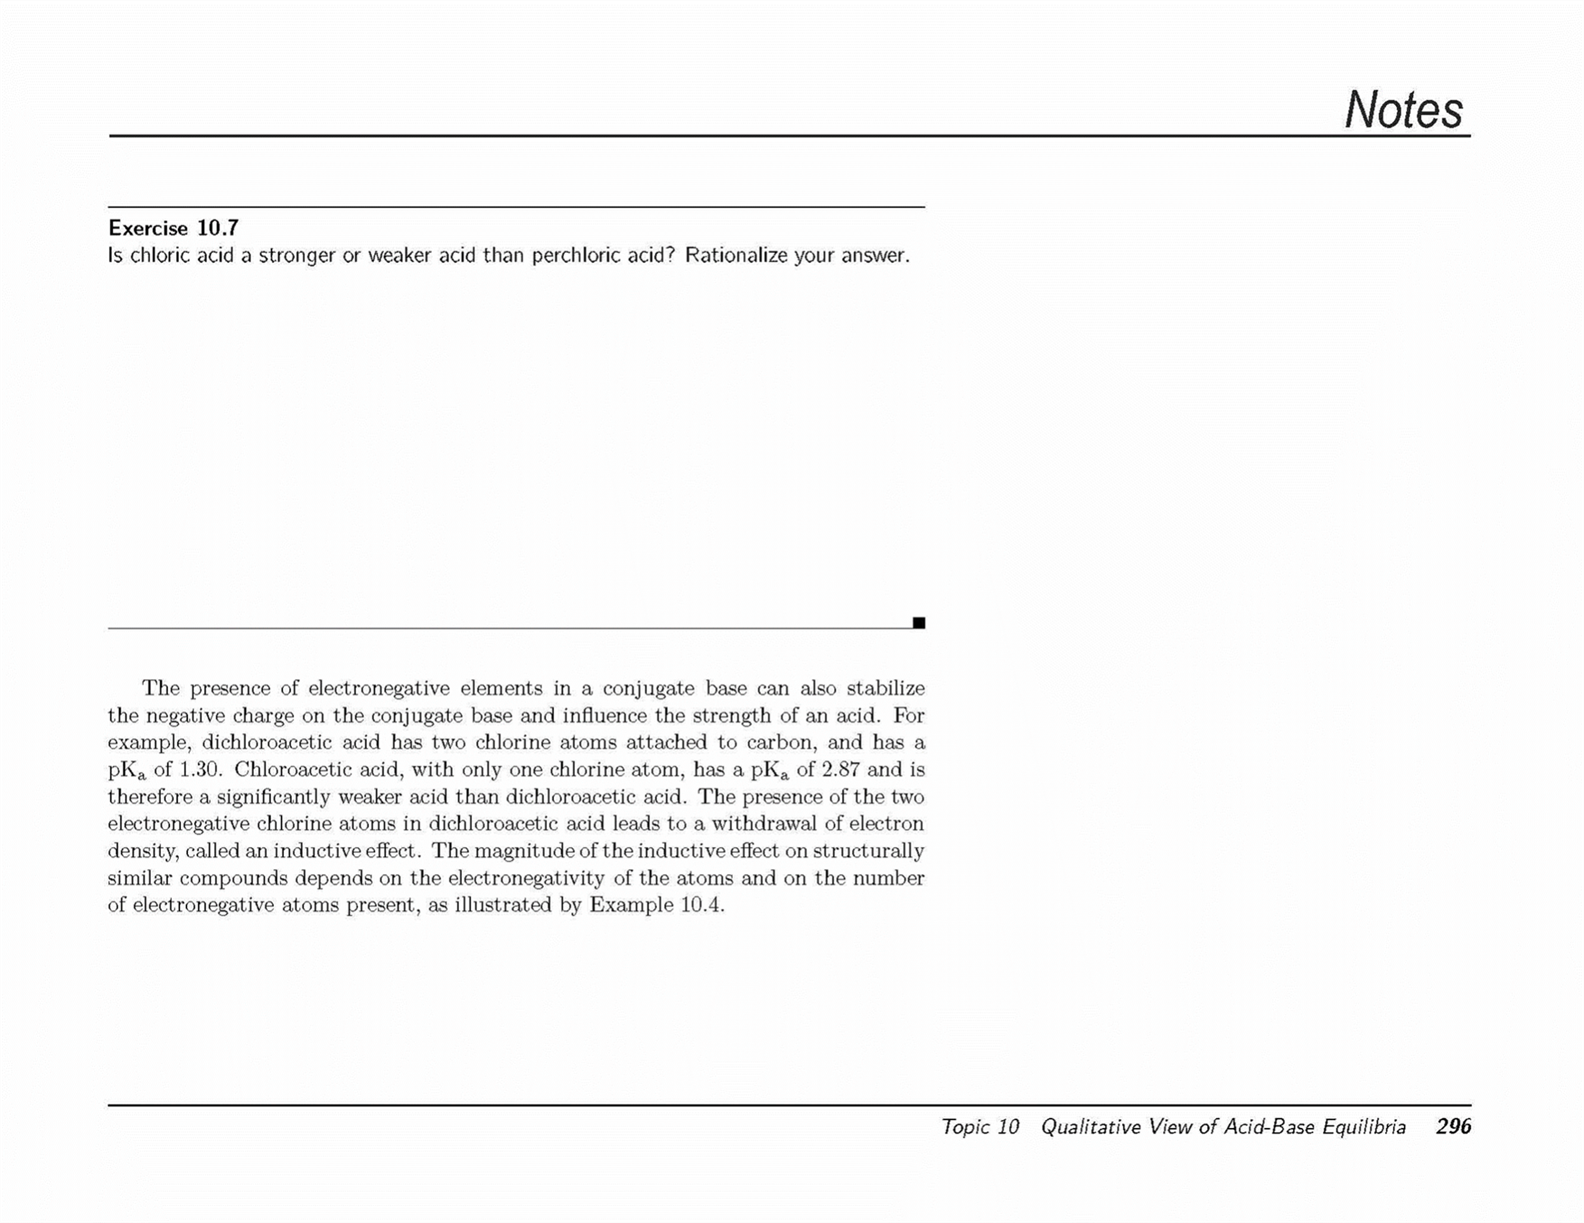 Notes
Exercise 10.7
Is chloric acid a stronger or weaker acid than perchloric acid? Rationalize your answer.
The presence of electronegative elements in a conjugate base can also stabilize
the negative charge on the conjugate base and influence the strength of an acid. For
example, dichloroacetic acid has two chlorine atoms attached to carbon, and has a
pKₐ of 1.30. Chloroacetic acid, with only one chlorine atom, has a pKₐ of 2.87 and is
therefore a significantly weaker acid than dichloroacetic acid. The presence of the two
electronegative chlorine atoms in dichloroacetic acid leads to a withdrawal of electron
density, called an inductive effect. The magnitude of the inductive effect on structurally
similar compounds depends on the electronegativity of the atoms and on the number
of electronegative atoms present, as illustrated by Example 10.4.
Topic 10 Qualitative View of Acid-Base Equilibria 296